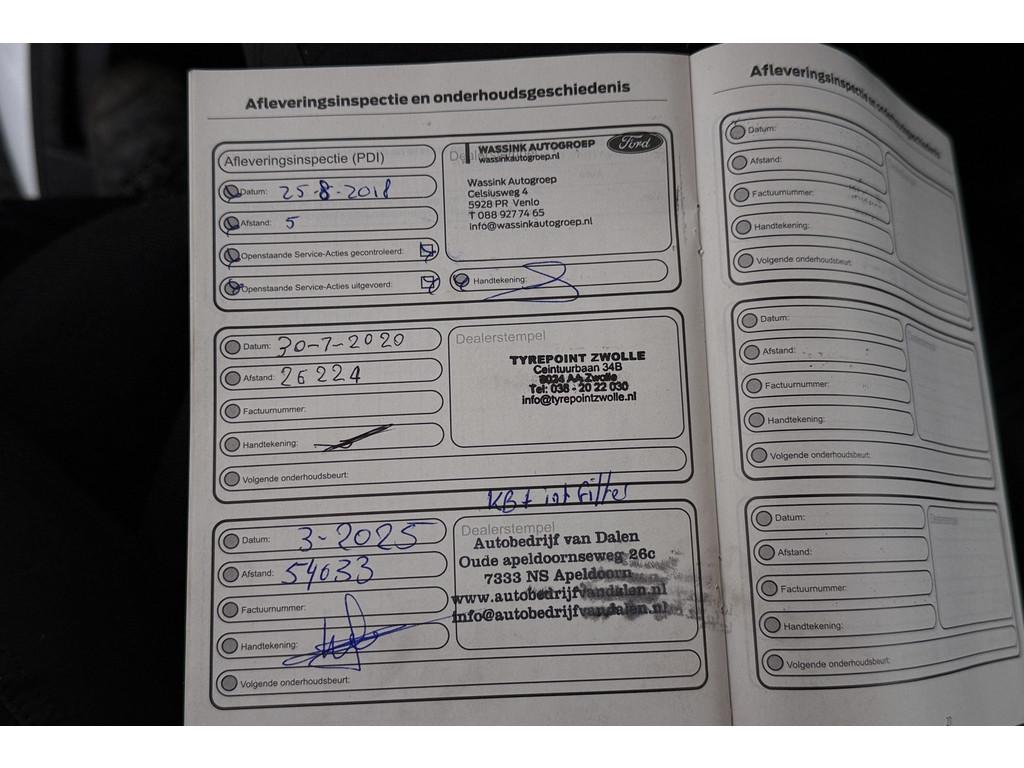 Afleveringsinspectie en onderhoudsgeschiedenis
Afleveringsinspectie (PDI)
Datum: 25-8-2018
Afstand: 5
Openstaande Service-Acties gecontroleerd:
Openstaande Service-Acties uitgevoerd:
WASSINK AUTOGROEP
wassinkautogroep.nl
Ford
Wassink Autogroep
Celsiusweg 4
5928 PR Venlo
T 088 927 74 65
info@wassinkautogroep.nl
Handtekening:
Datum: 30-7-2020
Afstand: 26224
Factuurnummer:
Handtekening:
Volgende onderhoudsbeurt:
Dealerstempel
TYREPOINT ZWOLLE
Ceintuurbaan 34B
8024 AA Zwolle
Tel: 038 - 20 22 030
info@tyrepointzwolle.nl
Datum: 3-2025
Afstand: 54633
Factuurnummer:
Handtekening:
Volgende onderhoudsbeurt:
Dealerstempel
Autobedrijf van Dalen
Oude apeldoornseweg 26c
7333 NS Apeldoorn
www.autobedrijfvandalen.nl
info@autobedrijfvandalen.nl
Afleveringsinspectie en onderhoudsgeschiedenis
Datum:
Afstand:
Factuurnummer:
Handtekening:
Volgende onderhoudsbeurt:
Datum:
Afstand:
Factuurnummer:
Handtekening:
Volgende onderhoudsbeurt:
Datum:
Afstand:
Factuurnummer:
Handtekening:
Volgende onderhoudsbeurt:
Dealerstempel